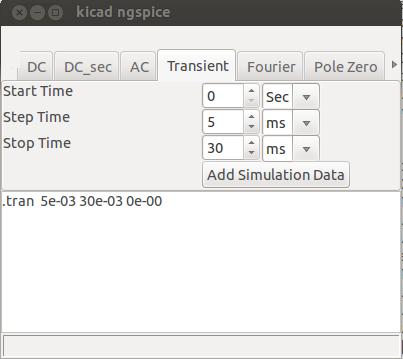 kicad ngspice
DC DC_sec AC Transient Fourier Pole Zero
Start Time 0 Sec
Step Time 5 ms
Stop Time 30 ms
Add Simulation Data
.tran 5e-03 30e-03 0e-00